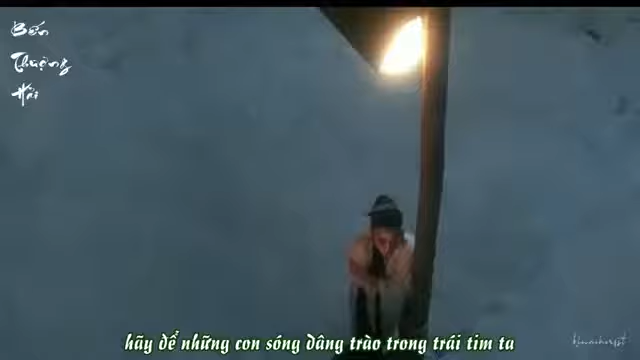 Bến
Thượng
Hải
hãy để những con sóng dâng trào trong trái tim ta